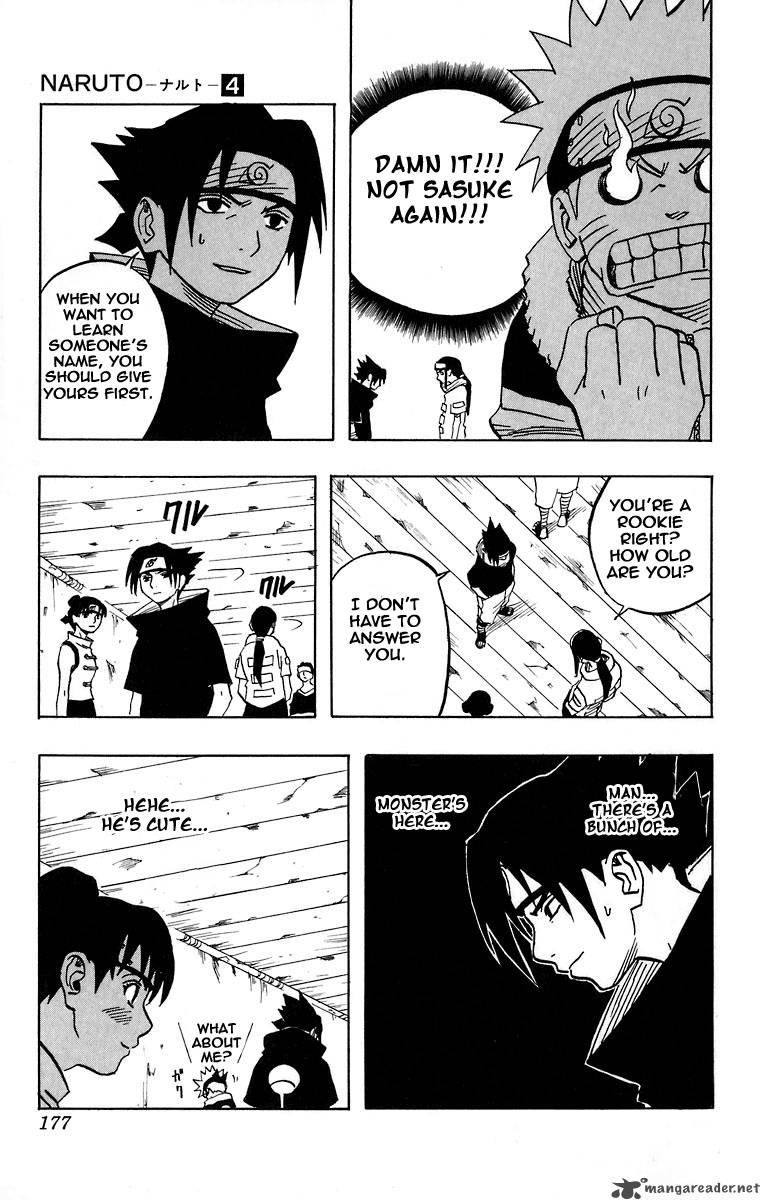 NARUTO-ナルト- 4
DAMN IT!!!
NOT SASUKE
AGAIN!!!
WHEN YOU
WANT TO
LEARN
SOMEONE'S
NAME, YOU
SHOULD GIVE
YOURS FIRST.
YOU'RE A
ROOKIE
RIGHT?
HOW OLD
ARE YOU?
I DON'T
HAVE TO
ANSWER
YOU.
クル
クル
MAN...
THERE'S A
BUNCH OF...
MONSTER'S
HERE...
HEHE...
HE'S CUTE...
WHAT
ABOUT
ME?
ガク
177
mangareader.net